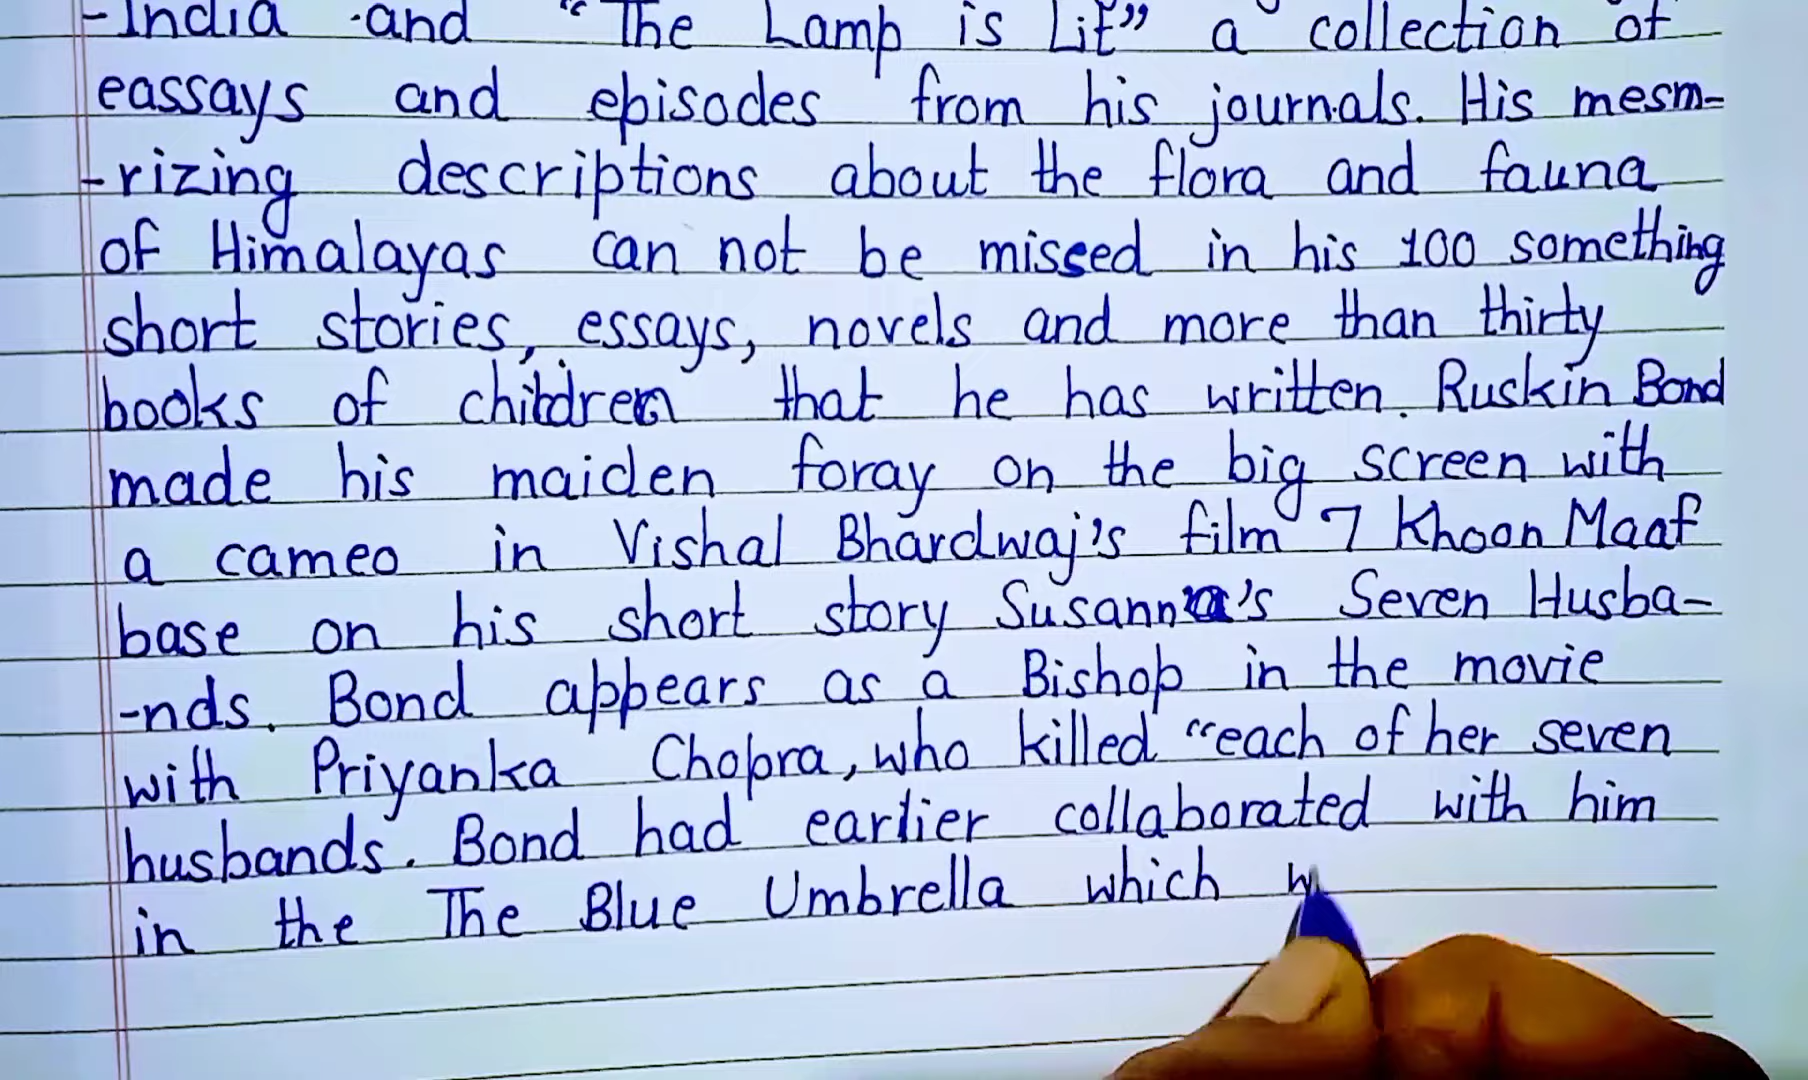 -India and “The Lamp is Lit” a collection of
eassays and episodes from his journals. His mesm-
-rizing descriptions about the flora and fauna
of Himalayas can not be missed in his 100 something
short stories, essays, novels and more than thirty
books of children that he has written. Ruskin Bond
made his maiden foray on the big screen with
a cameo in Vishal Bhardwaj's film 7 Khoon Maaf
base on his short story Susanna's Seven Husba-
-nds. Bond appears as a Bishop in the movie
with Priyanka Chopra, who killed “each of her seven
husbands. Bond had earlier collaborated with him
in the The Blue Umbrella which w